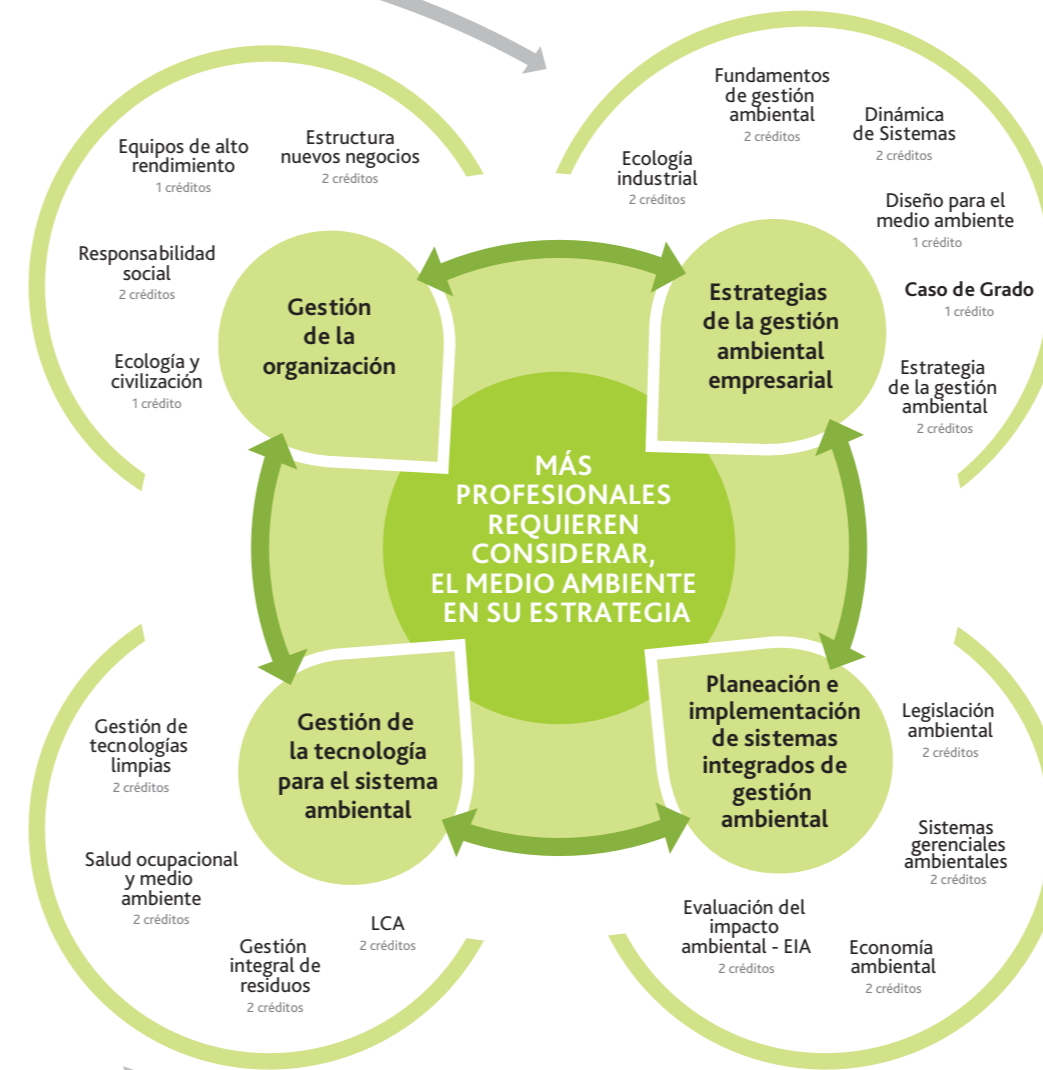 Equipos de alto
rendimiento
1 créditos
Estructura
nuevos negocios
2 créditos
Responsabilidad
social
2 créditos
Ecología y
civilización
1 crédito
Gestión
de la
organización
Fundamentos
de gestión
ambiental
2 créditos
Dinámica
de Sistemas
2 créditos
Ecología
industrial
2 créditos
Diseño para el
medio ambiente
1 crédito
Caso de Grado
1 crédito
Estrategia
de la gestión
ambiental
2 créditos
Estrategias
de la gestión
ambiental
empresarial
MÁS
PROFESIONALES
REQUIEREN
CONSIDERAR,
EL MEDIO AMBIENTE
EN SU ESTRATEGIA
Gestión de
la tecnología
para el sistema
ambiental
Gestión de
tecnologías
limpias
2 créditos
Salud ocupacional
y medio
ambiente
2 créditos
Gestión
integral de
residuos
2 créditos
LCA
2 créditos
Planeación e
implementación
de sistemas
integrados de
gestión
ambiental
Legislación
ambiental
2 créditos
Sistemas
gerenciales
ambientales
2 créditos
Evaluación del
impacto
ambiental - EIA
2 créditos
Economía
ambiental
2 créditos